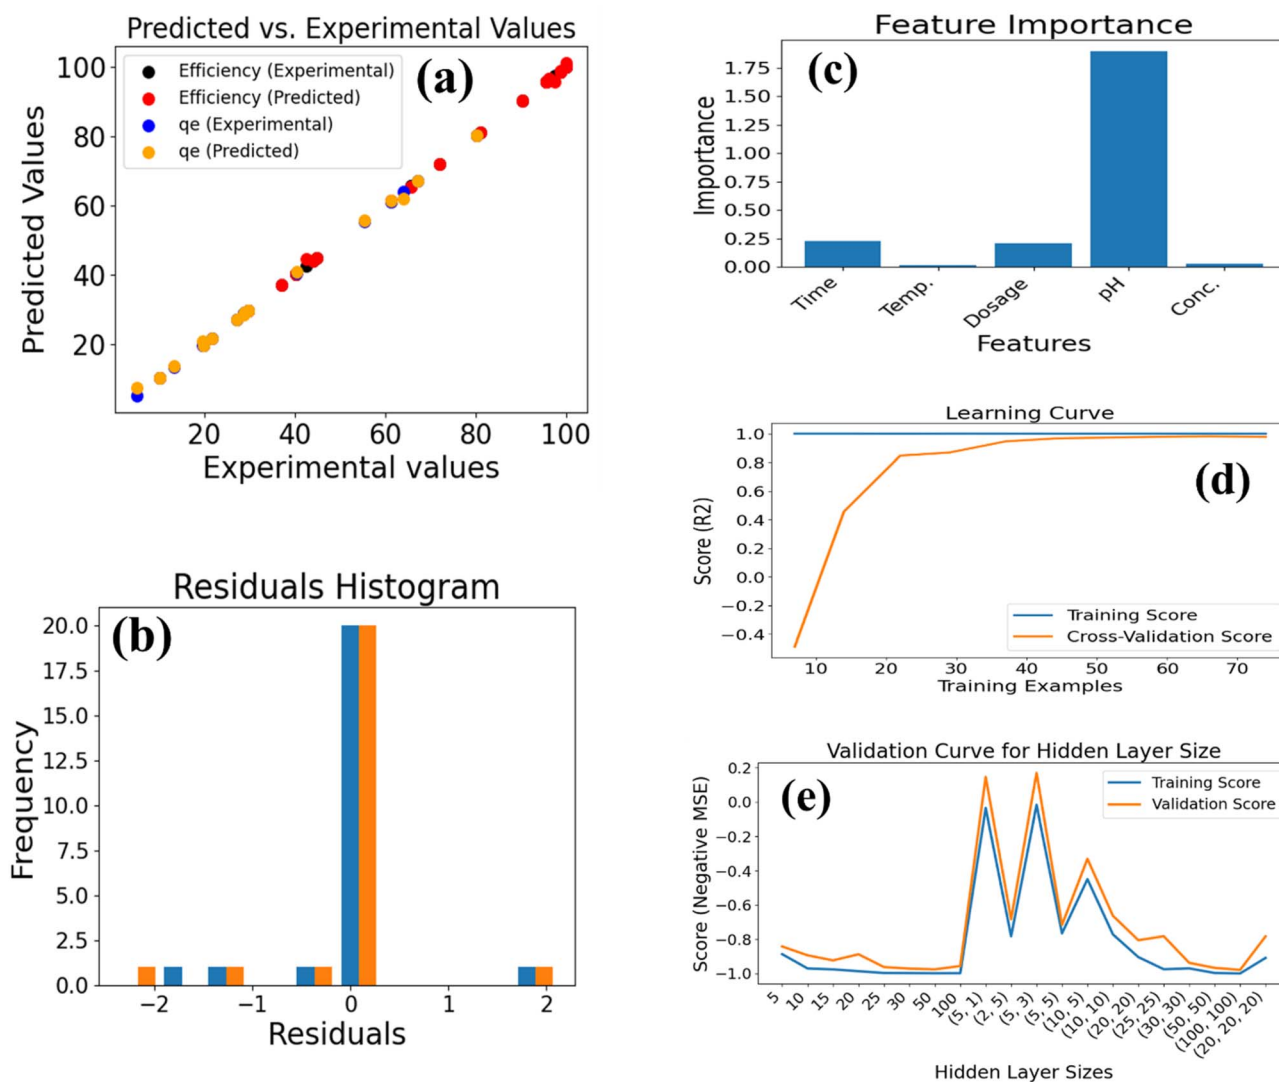 Predicted vs. Experimental Values
(a)
Efficiency (Experimental)
Efficiency (Predicted)
qe (Experimental)
qe (Predicted)
Predicted Values
100
80
60
40
20
20 40 60 80 100
Experimental values
Residuals Histogram
(b)
Frequency
20.0
17.5
15.0
12.5
10.0
7.5
5.0
2.5
0.0
−2 −1 0 1 2
Residuals
Feature Importance
(c)
Importance
1.75
1.50
1.25
1.00
0.75
0.50
0.25
0.00
Time Temp. Dosage pH Conc.
Features
Learning Curve
(d)
Score (R2)
1.0
0.8
0.6
0.4
0.2
0.0
−0.2
−0.4
Training Score
Cross-Validation Score
10 20 30 40 50 60 70
Training Examples
Validation Curve for Hidden Layer Size
(e)
Training Score
Validation Score
Score (Negative MSE)
0.2
0.0
−0.2
−0.4
−0.6
−0.8
−1.0
5 10 15 20 25 30 50 100 (5, 1) (2, 5) (5, 3) (5, 5) (10, 5) (10, 10) (20, 20) (25, 25) (30, 30) (50, 50) (100, 100) (20, 20, 20)
Hidden Layer Sizes